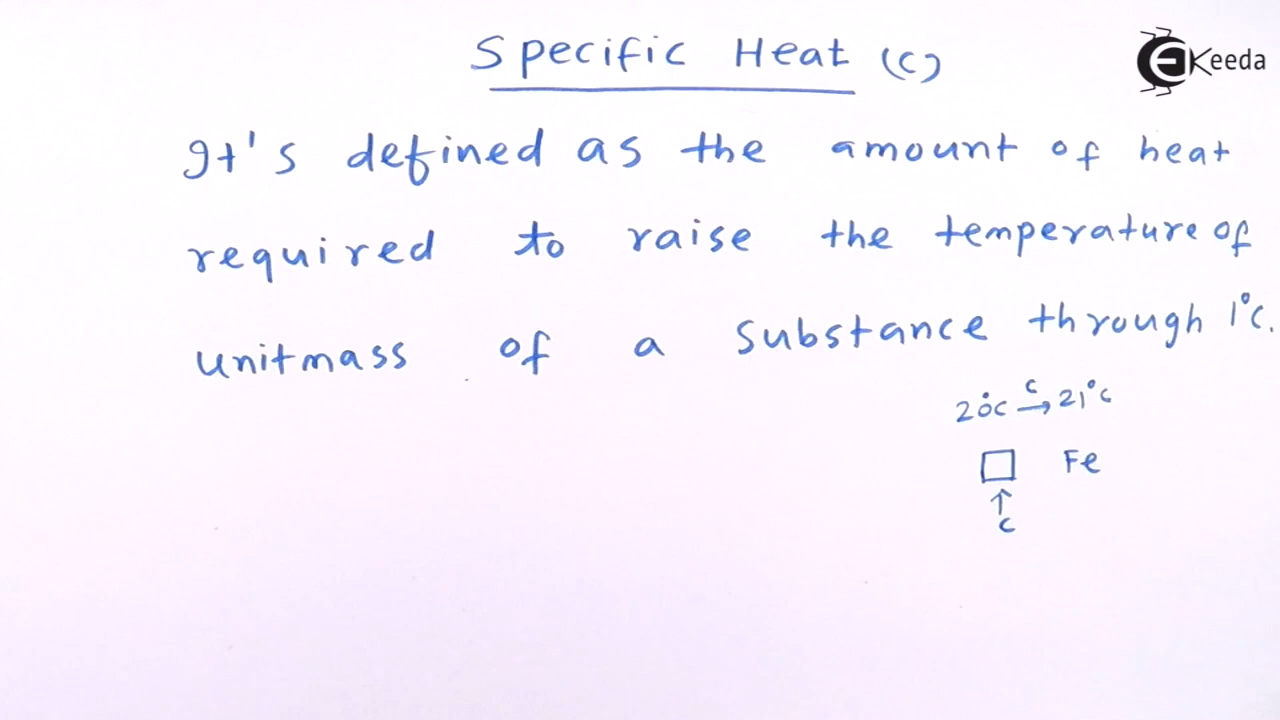 Specific Heat (c)
Keeda
It's defined as the amount of heat
required to raise the temperature of
unitmass of a substance through 1°c.
20°c c→ 21°c
Fe
↑
c